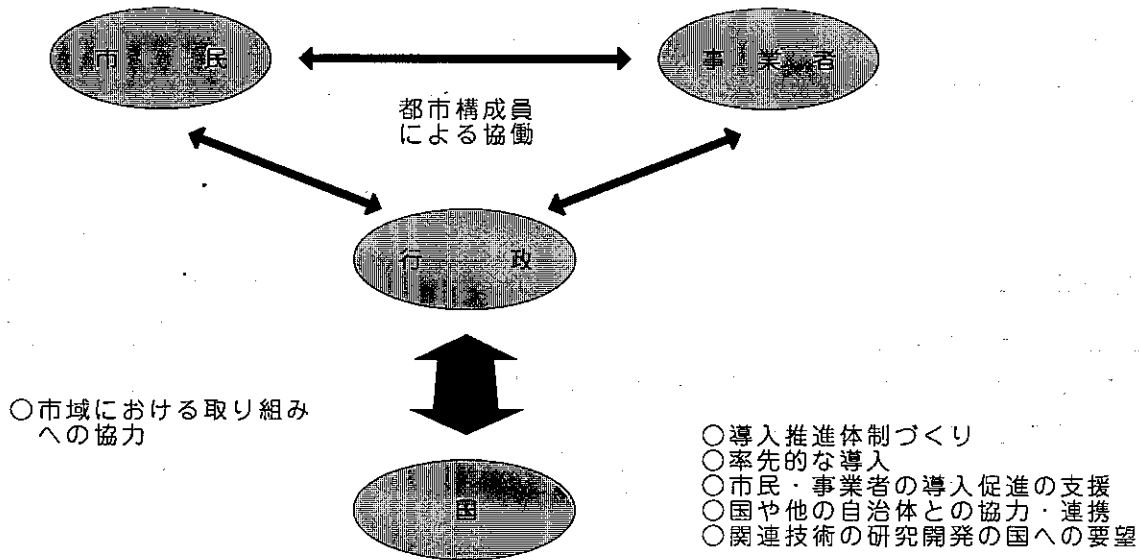 市民
事業者
都市構成員
による協働
行政
○市域における取り組み
への協力
国
○導入推進体制づくり
○率先的な導入
○市民・事業者の導入促進の支援
○国や他の自治体との協力・連携
○関連技術の研究開発の国への要望